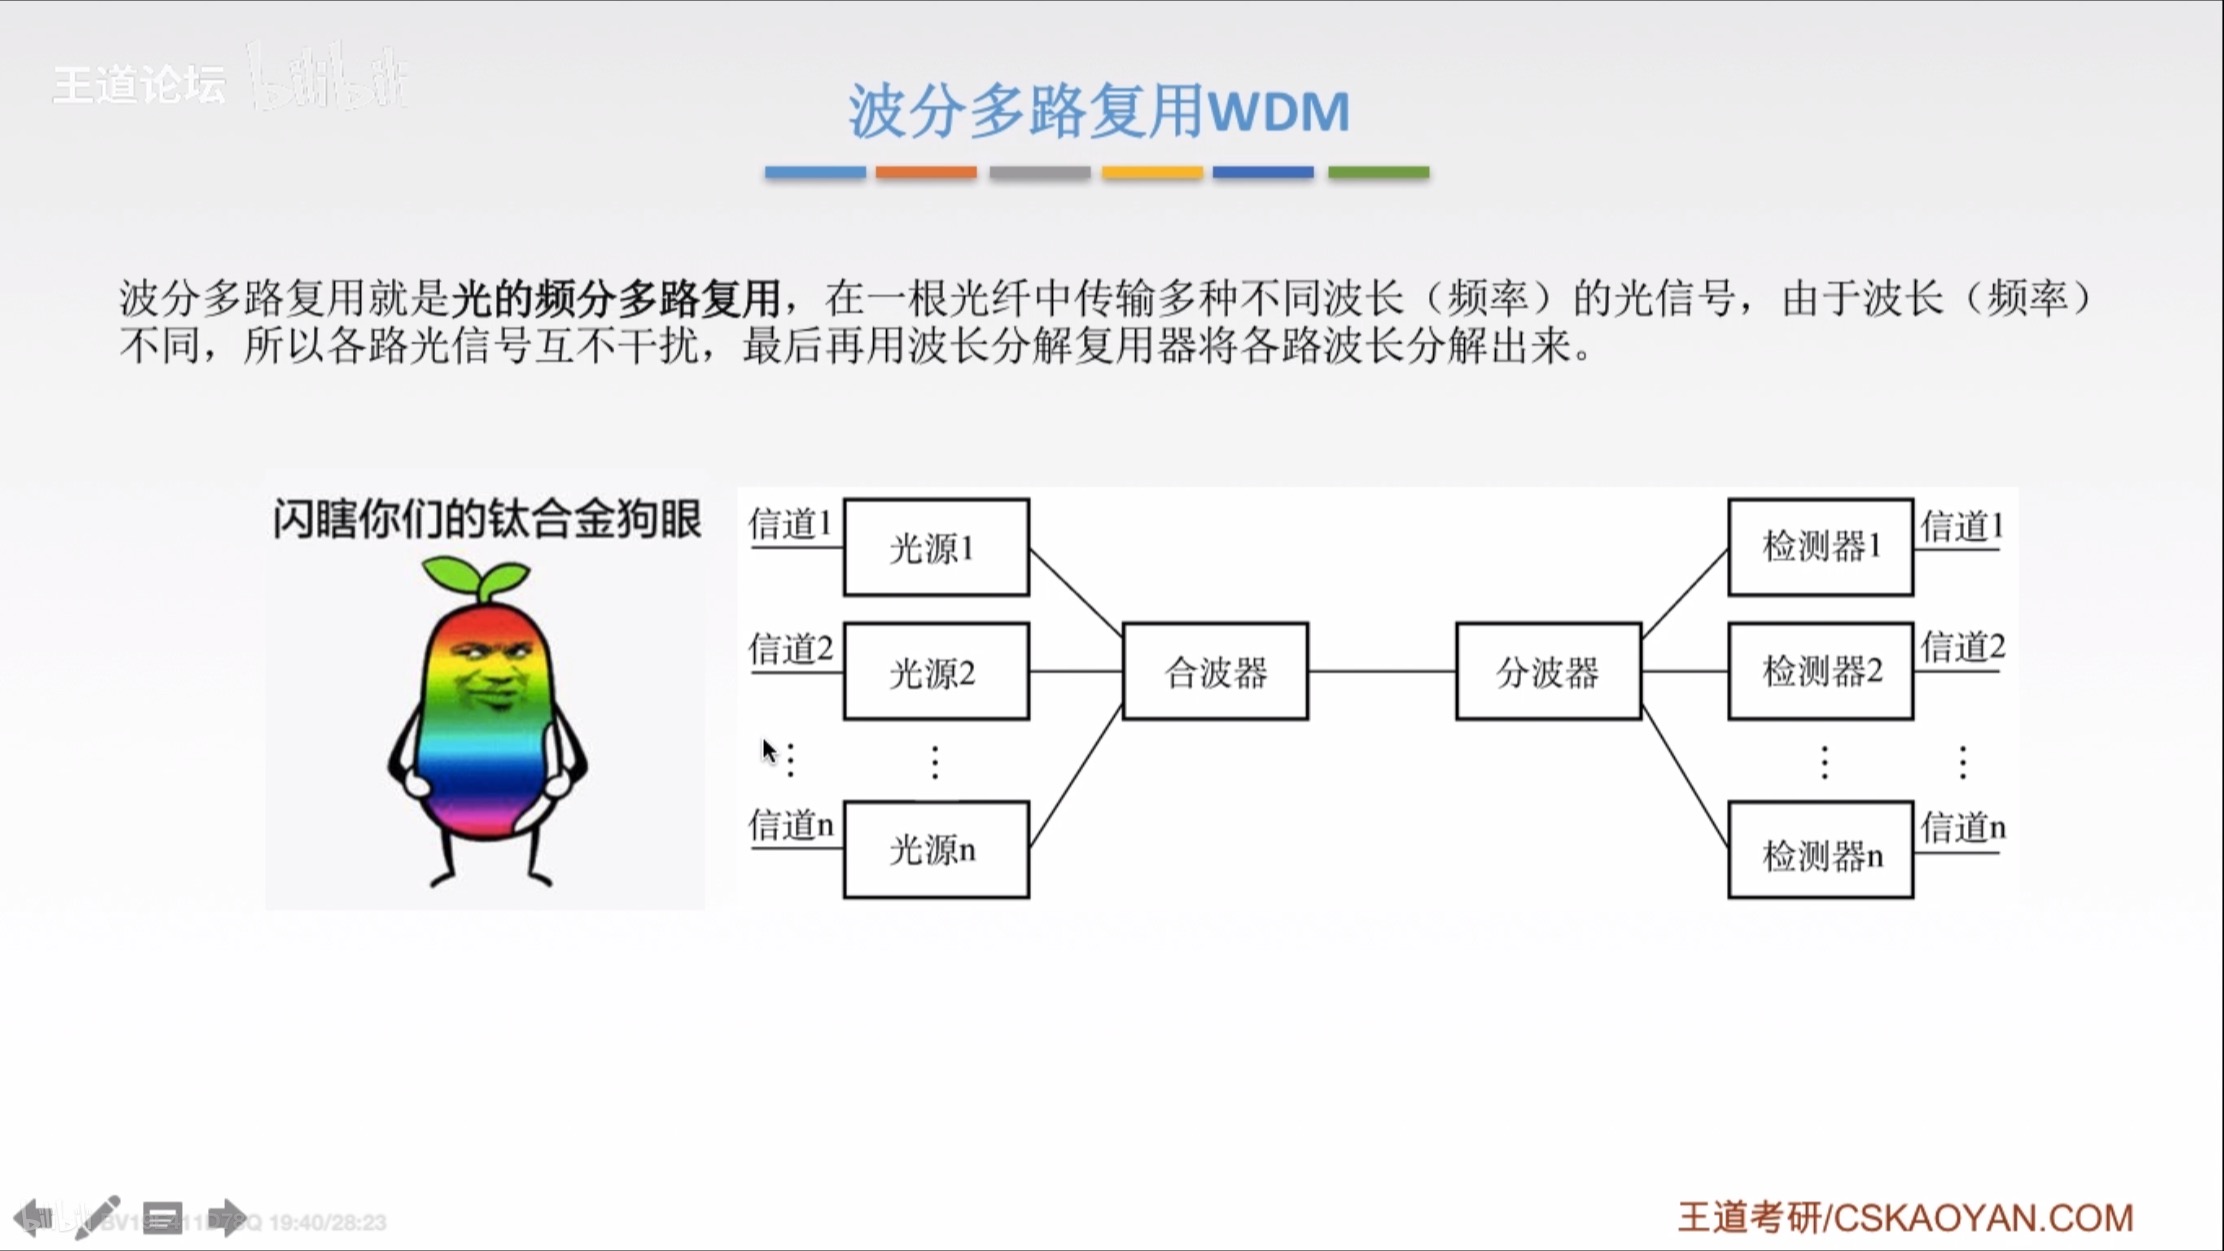 王道论坛 bilibili
波分多路复用WDM
波分多路复用就是光的频分多路复用，在一根光纤中传输多种不同波长（频率）的光信号，由于波长（频率）
不同，所以各路光信号互不干扰，最后再用波长分解复用器将各路波长分解出来。
闪瞎你们的钛合金狗眼
信道1 光源1 检测器1 信道1
信道2 光源2 合波器 分波器 检测器2 信道2
信道n 光源n 检测器n 信道n
19:40/28:23
王道考研/CSKAOYAN.COM